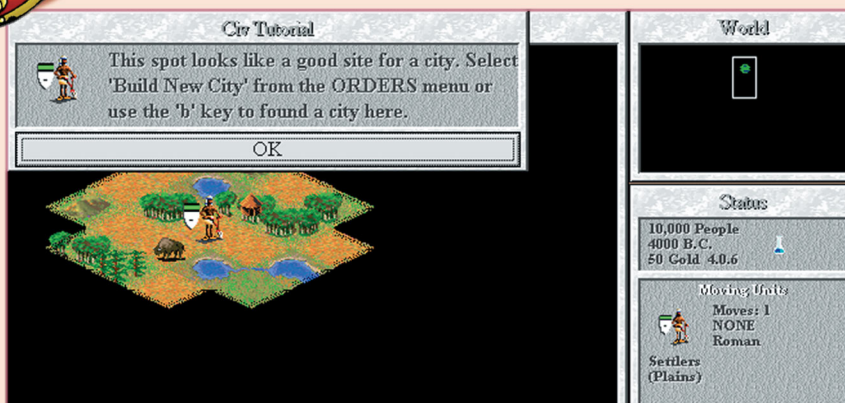 Civ Tutorial
This spot looks like a good site for a city. Select
'Build New City' from the ORDERS menu or
use the 'b' key to found a city here.
OK
World
Status
10,000 People
4000 B.C.
50 Gold 4.0.6
Moving Units
Moves: 1
NONE
Roman
Settlers
(Plains)